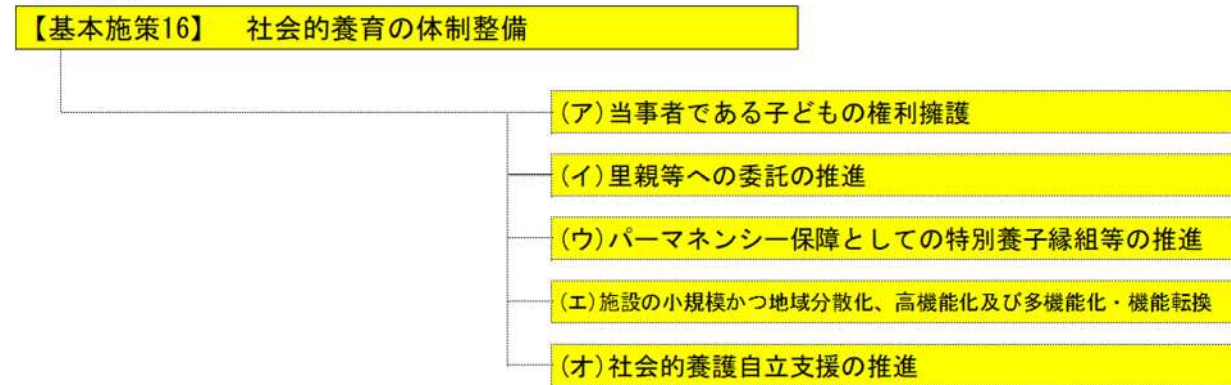 【基本施策16】　社会的養育の体制整備
(ア)当事者である子どもの権利擁護
(イ)里親等への委託の推進
(ウ)パーマネンシー保障としての特別養子縁組等の推進
(エ)施設の小規模かつ地域分散化、高機能化及び多機能化・機能転換
(オ)社会的養護自立支援の推進